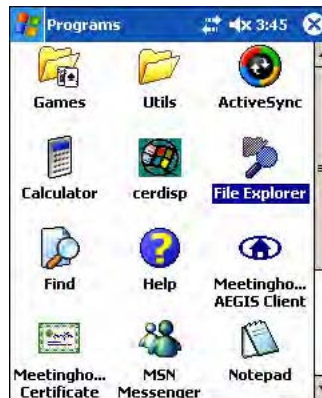 Programs 3:45
Games Utils ActiveSync
Calculator cerdisp File Explorer
Find Help Meetingho...
AEGIS Client
Meetingho... MSN Notepad
Certificate Messenger